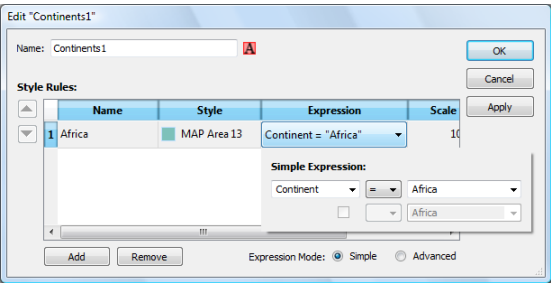 Edit "Continents1"
Name: Continents1 A OK
Cancel
Style Rules:
Name Style Expression Scale Apply
1 Africa MAP Area 13 Continent = "Africa" 10
Simple Expression:
Continent = Africa
Africa
Add Remove Expression Mode: Simple Advanced